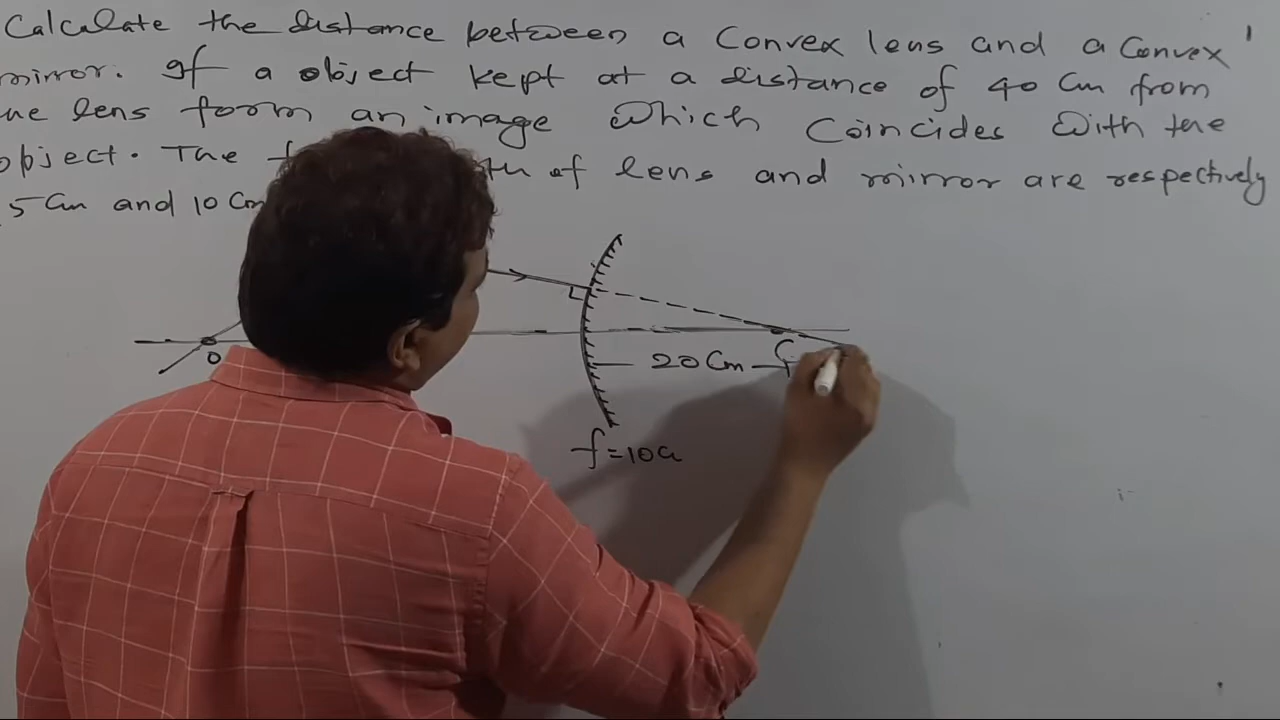 Calculate the distance between a Convex lens and a Convex
mirror. If a object kept at a distance of 40 Cm from
lens form an image which Coincides with the
object. The of lens and mirror are respectively
5 Cm and 10 Cm
O
20 Cm
C
f=10c